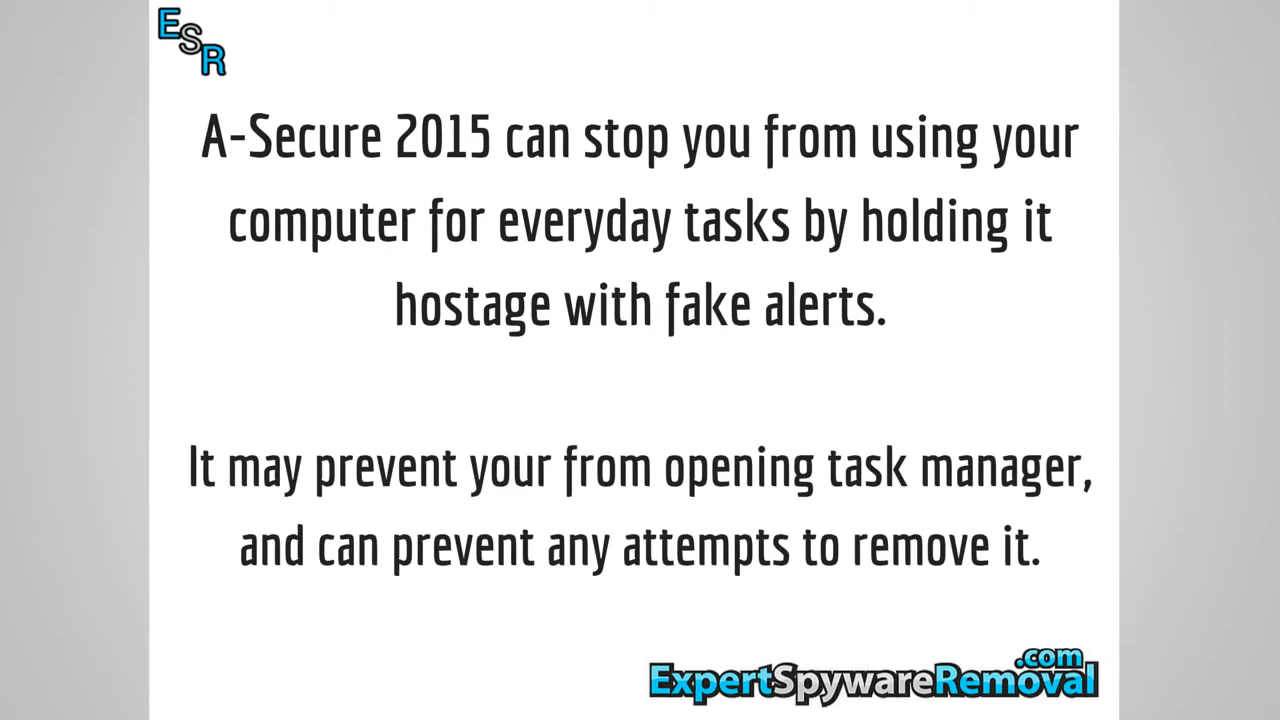 ESR
A-Secure 2015 can stop you from using your
computer for everyday tasks by holding it
hostage with fake alerts.
It may prevent your from opening task manager,
and can prevent any attempts to remove it.
.com
ExpertSpywareRemoval